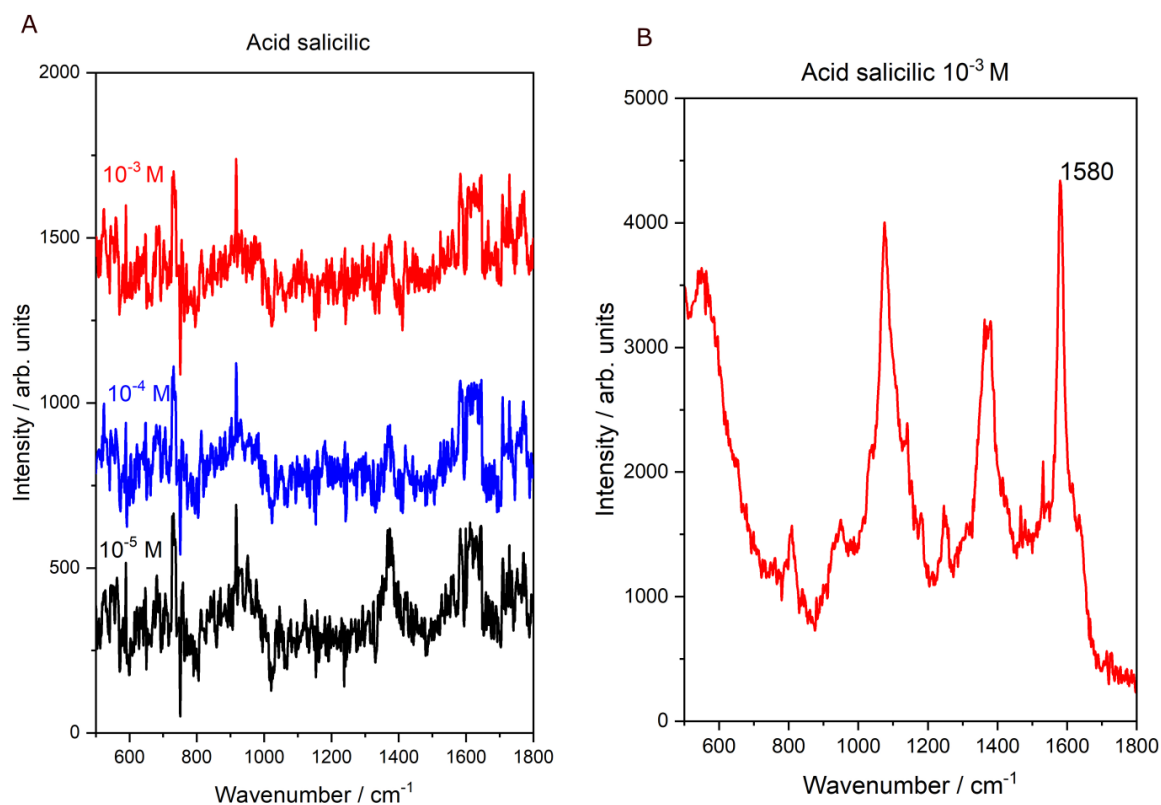 A
Acid salicilic
2000
1500
1000
500
0
10⁻³ M
10⁻⁴ M
10⁻⁵ M
Intensity / arb. units
600 800 1000 1200 1400 1600 1800
Wavenumber / cm⁻¹
B
Acid salicilic 10⁻³ M
5000
4000
3000
2000
1000
0
1580
Intensity / arb. units
600 800 1000 1200 1400 1600 1800
Wavenumber / cm⁻¹